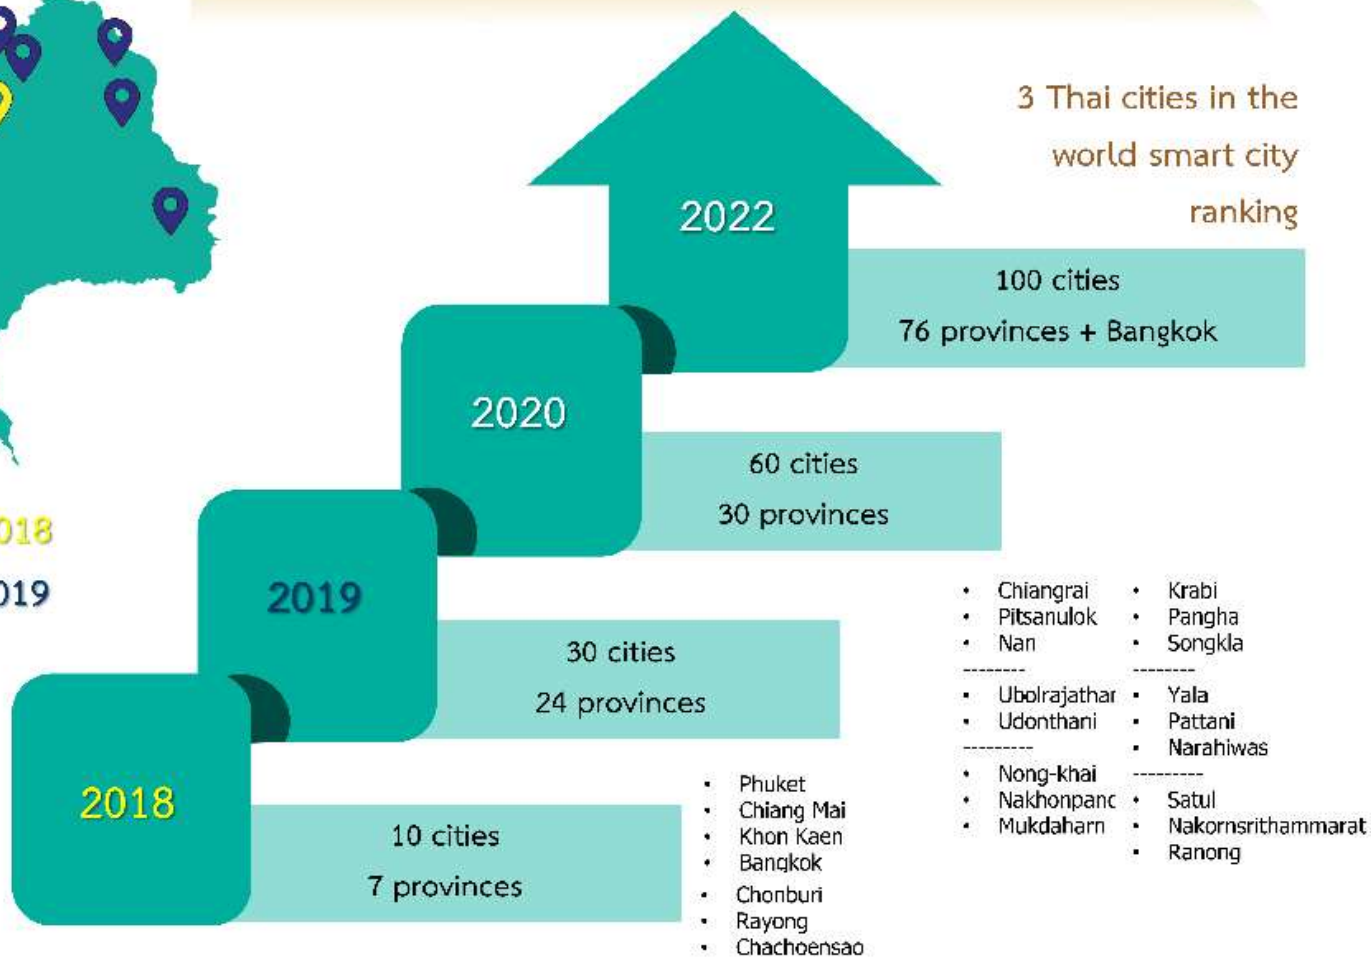 3 Thai cities in the
world smart city
ranking
2022
100 cities
76 provinces + Bangkok
2020
60 cities
30 provinces
018
019
2019
30 cities
24 provinces
2018
10 cities
7 provinces
• Phuket
• Chiang Mai
• Khon Kaen
• Bangkok
• Chonburi
• Rayong
• Chachoensao
• Chiangrai
• Pitsanulok
• Nan
--------
• Ubolrajathar
• Udonthani
---------
• Nong-khai
• Nakhonpanc
• Mukdaharn
• Krabi
• Pangha
• Songkla
--------
• Yala
• Pattani
• Narahiwas
---------
• Satul
• Nakornsrithammarat
• Ranong